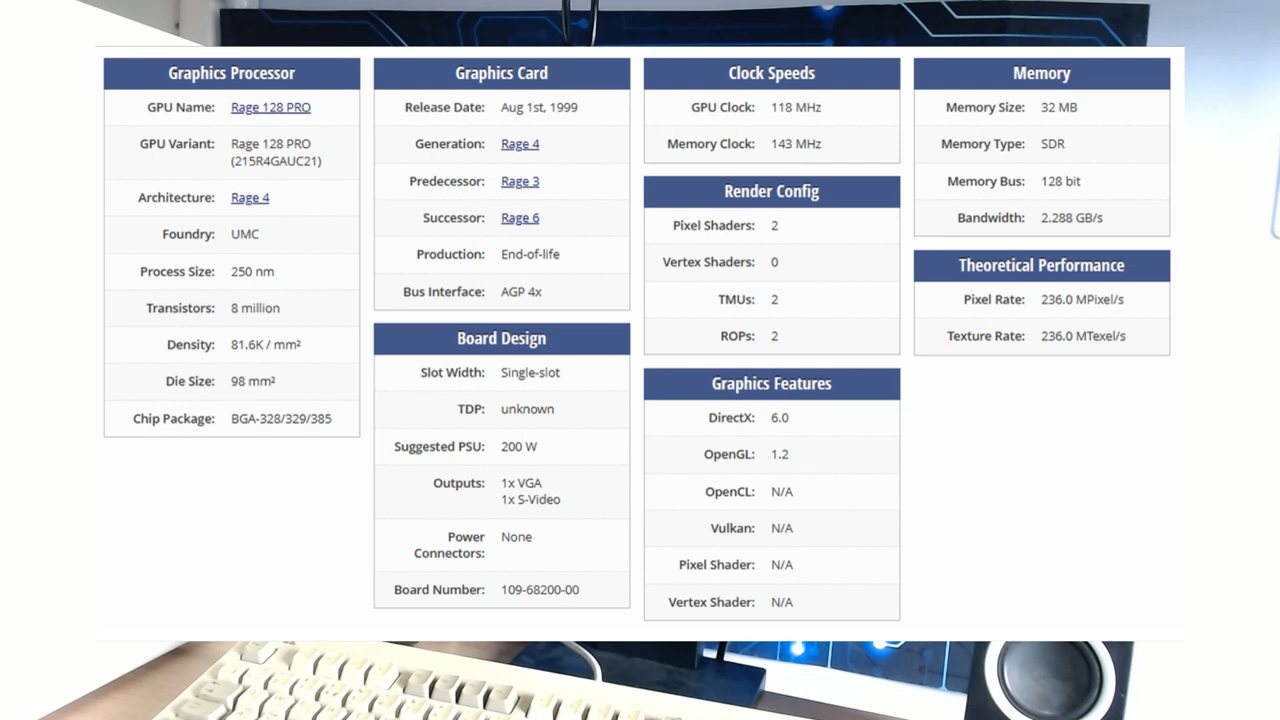 Graphics Processor
GPU Name: Rage 128 PRO
GPU Variant: Rage 128 PRO
(215R4GAUC21)
Architecture: Rage 4
Foundry: UMC
Process Size: 250 nm
Transistors: 8 million
Density: 81.6K / mm²
Die Size: 98 mm²
Chip Package: BGA-328/329/385
Graphics Card
Release Date: Aug 1st, 1999
Generation: Rage 4
Predecessor: Rage 3
Successor: Rage 6
Production: End-of-life
Bus Interface: AGP 4x
Board Design
Slot Width: Single-slot
TDP: unknown
Suggested PSU: 200 W
Outputs: 1x VGA
1x S-Video
Power
Connectors: None
Board Number: 109-68200-00
Clock Speeds
GPU Clock: 118 MHz
Memory Clock: 143 MHz
Render Config
Pixel Shaders: 2
Vertex Shaders: 0
TMUs: 2
ROPs: 2
Graphics Features
DirectX: 6.0
OpenGL: 1.2
OpenCL: N/A
Vulkan: N/A
Pixel Shader: N/A
Vertex Shader: N/A
Memory
Memory Size: 32 MB
Memory Type: SDR
Memory Bus: 128 bit
Bandwidth: 2.288 GB/s
Theoretical Performance
Pixel Rate: 236.0 MPixel/s
Texture Rate: 236.0 MTexel/s